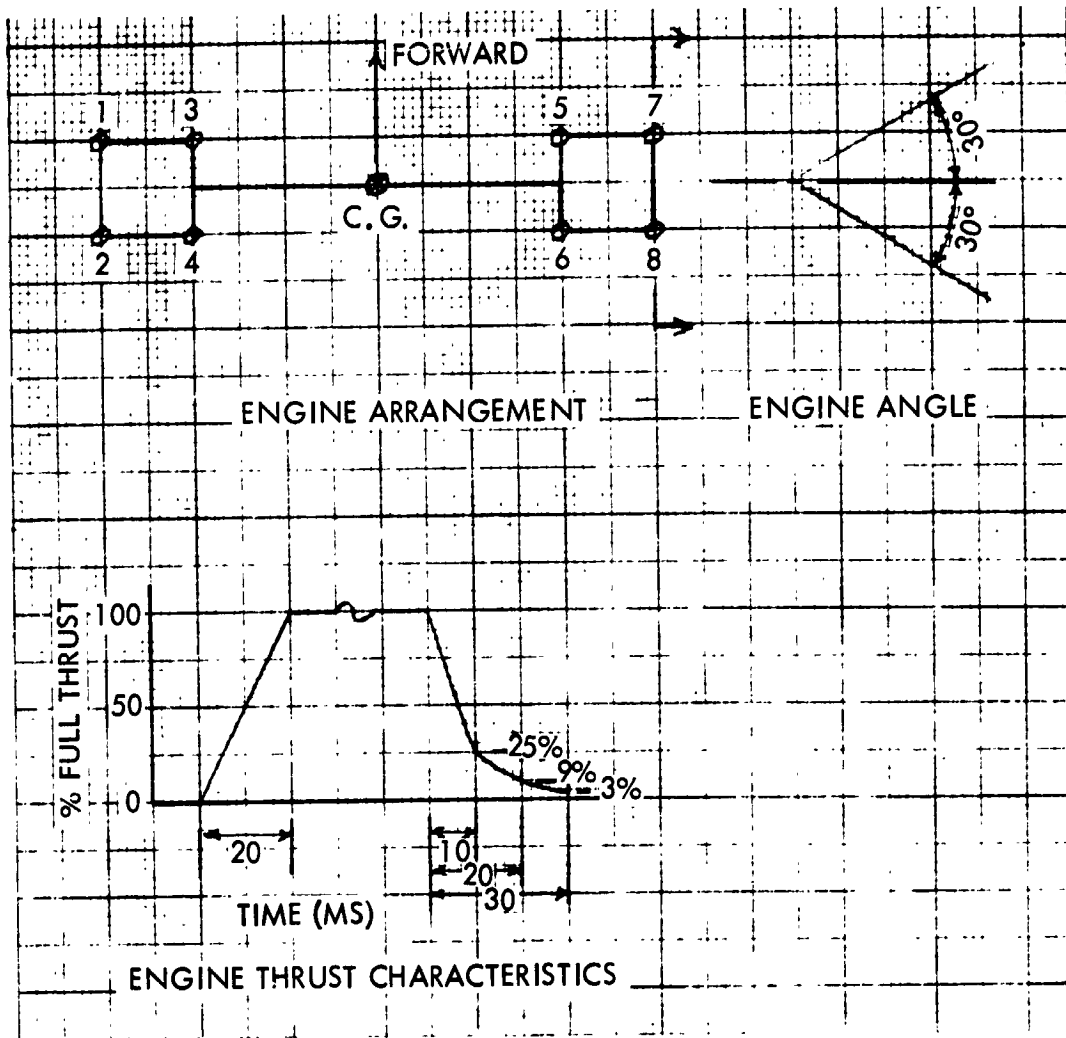 FORWARD
1 3 5 7
C.G.
2 4 6 8
30°
30°
ENGINE ARRANGEMENT
ENGINE ANGLE
% FULL THRUST
100
50
0
25%
9%
3%
20
10
20
30
TIME (MS)
ENGINE THRUST CHARACTERISTICS